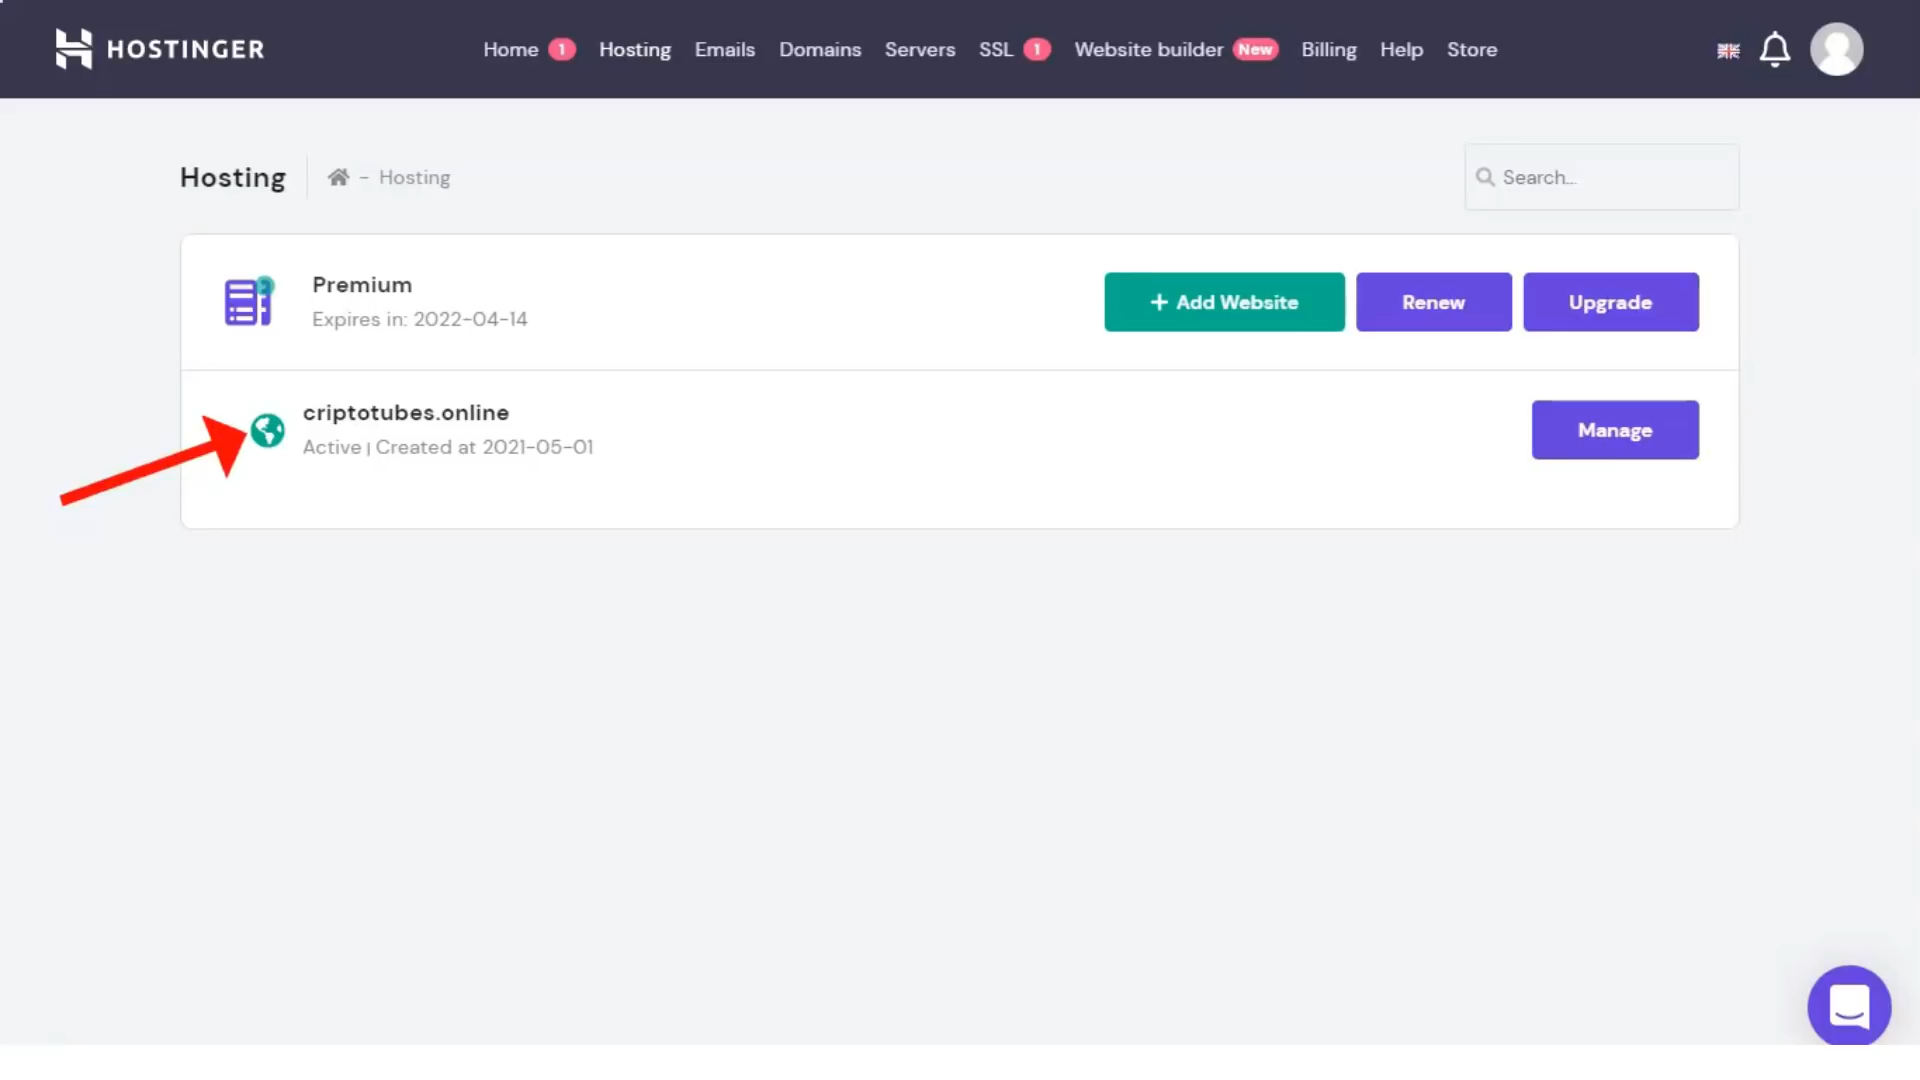 HOSTINGER
Home 1 Hosting Emails Domains Servers SSL 1 Website builder New Billing Help Store
Hosting
– Hosting
Search...
Premium
Expires in: 2022-04-14
+ Add Website
Renew
Upgrade
criptotubes.online
Active | Created at 2021-05-01
Manage